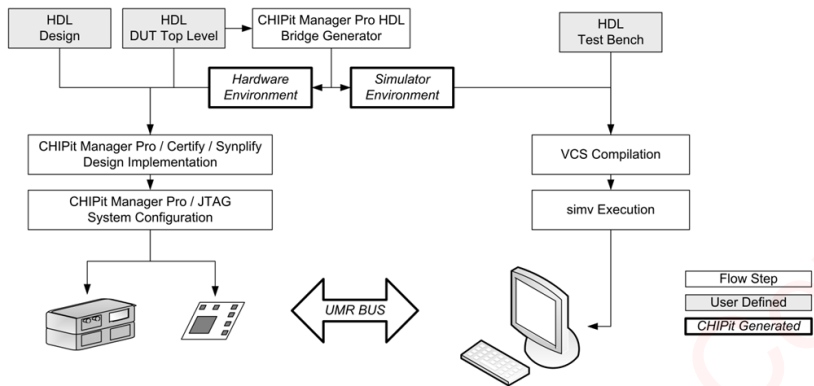 HDL
Design
HDL
DUT Top Level
CHIPit Manager Pro HDL
Bridge Generator
HDL
Test Bench
Hardware
Environment
Simulator
Environment
CHIPit Manager Pro / Certify / Synplify
Design Implementation
VCS Compilation
CHIPit Manager Pro / JTAG
System Configuration
simv Execution
UMR BUS
Flow Step
User Defined
CHIPit Generated